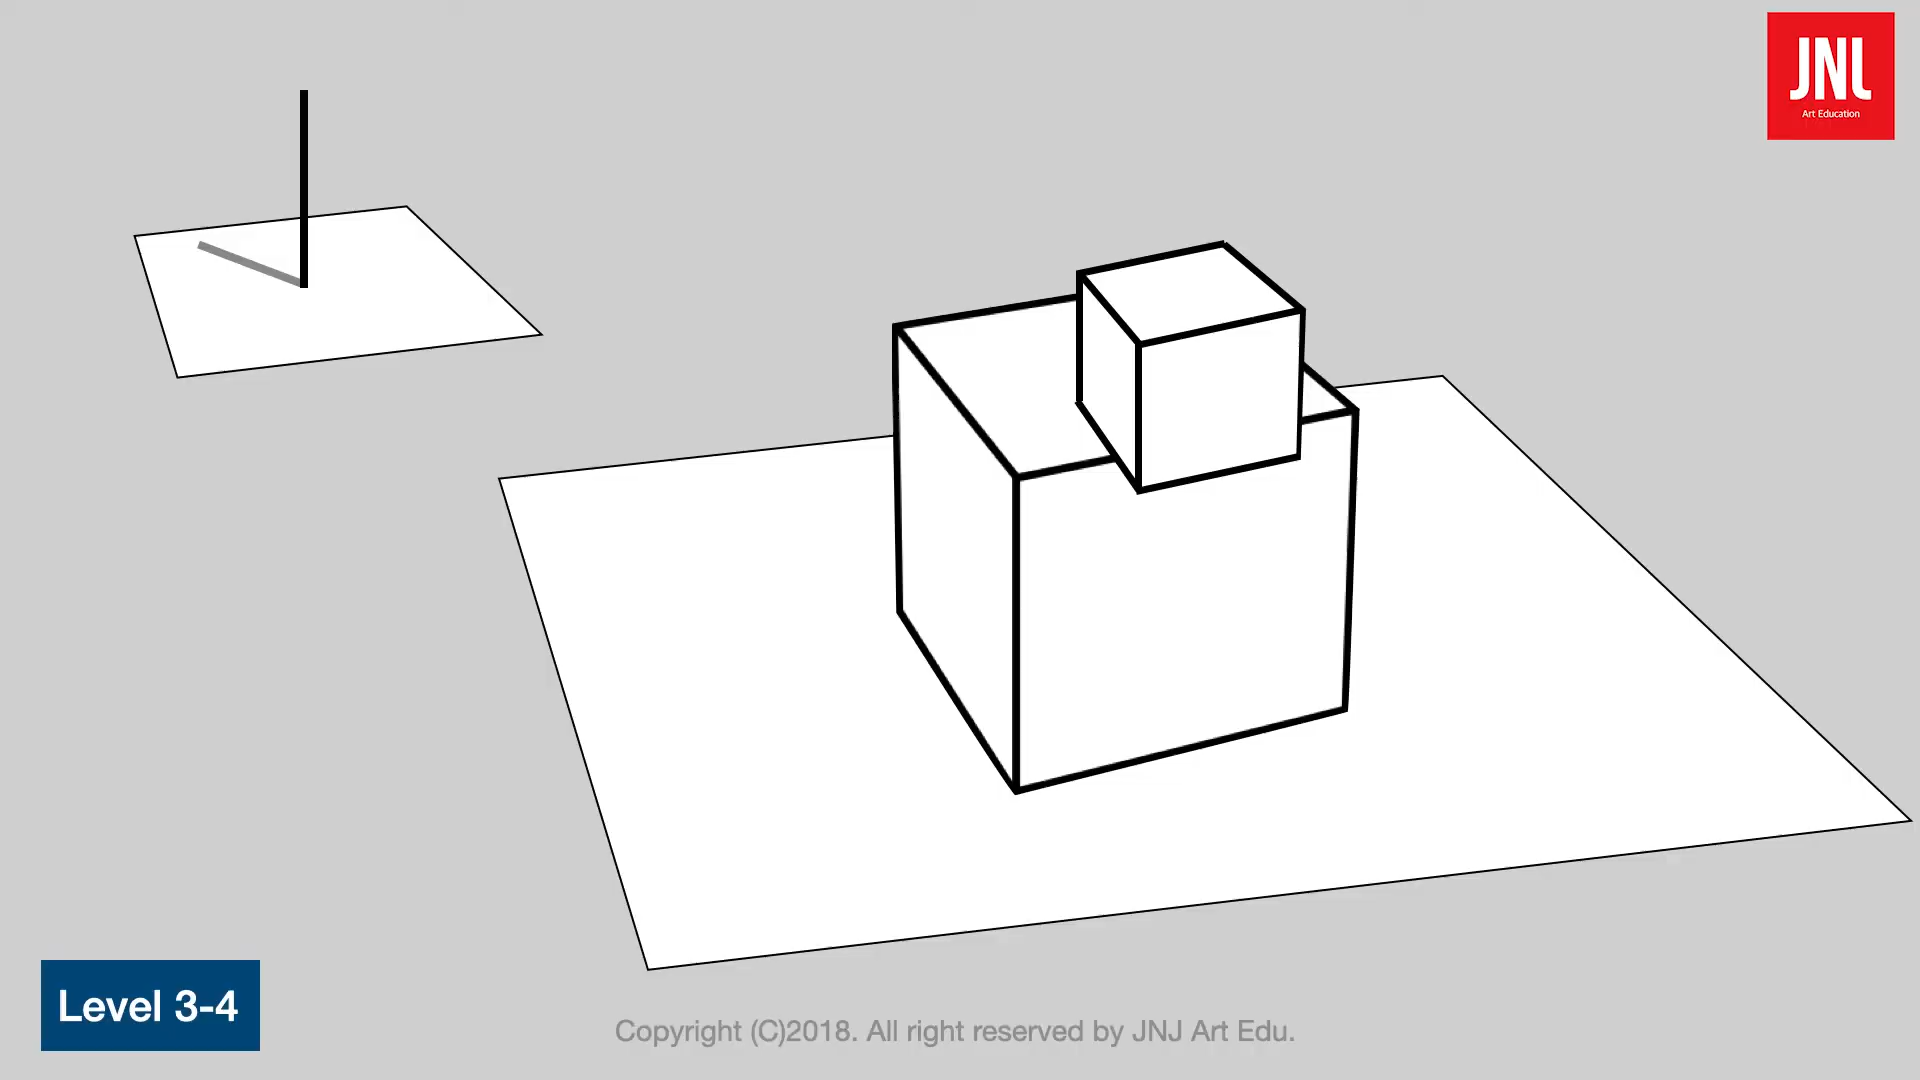 JNL
Art Education
Level 3-4
Copyright (C)2018. All right reserved by JNJ Art Edu.